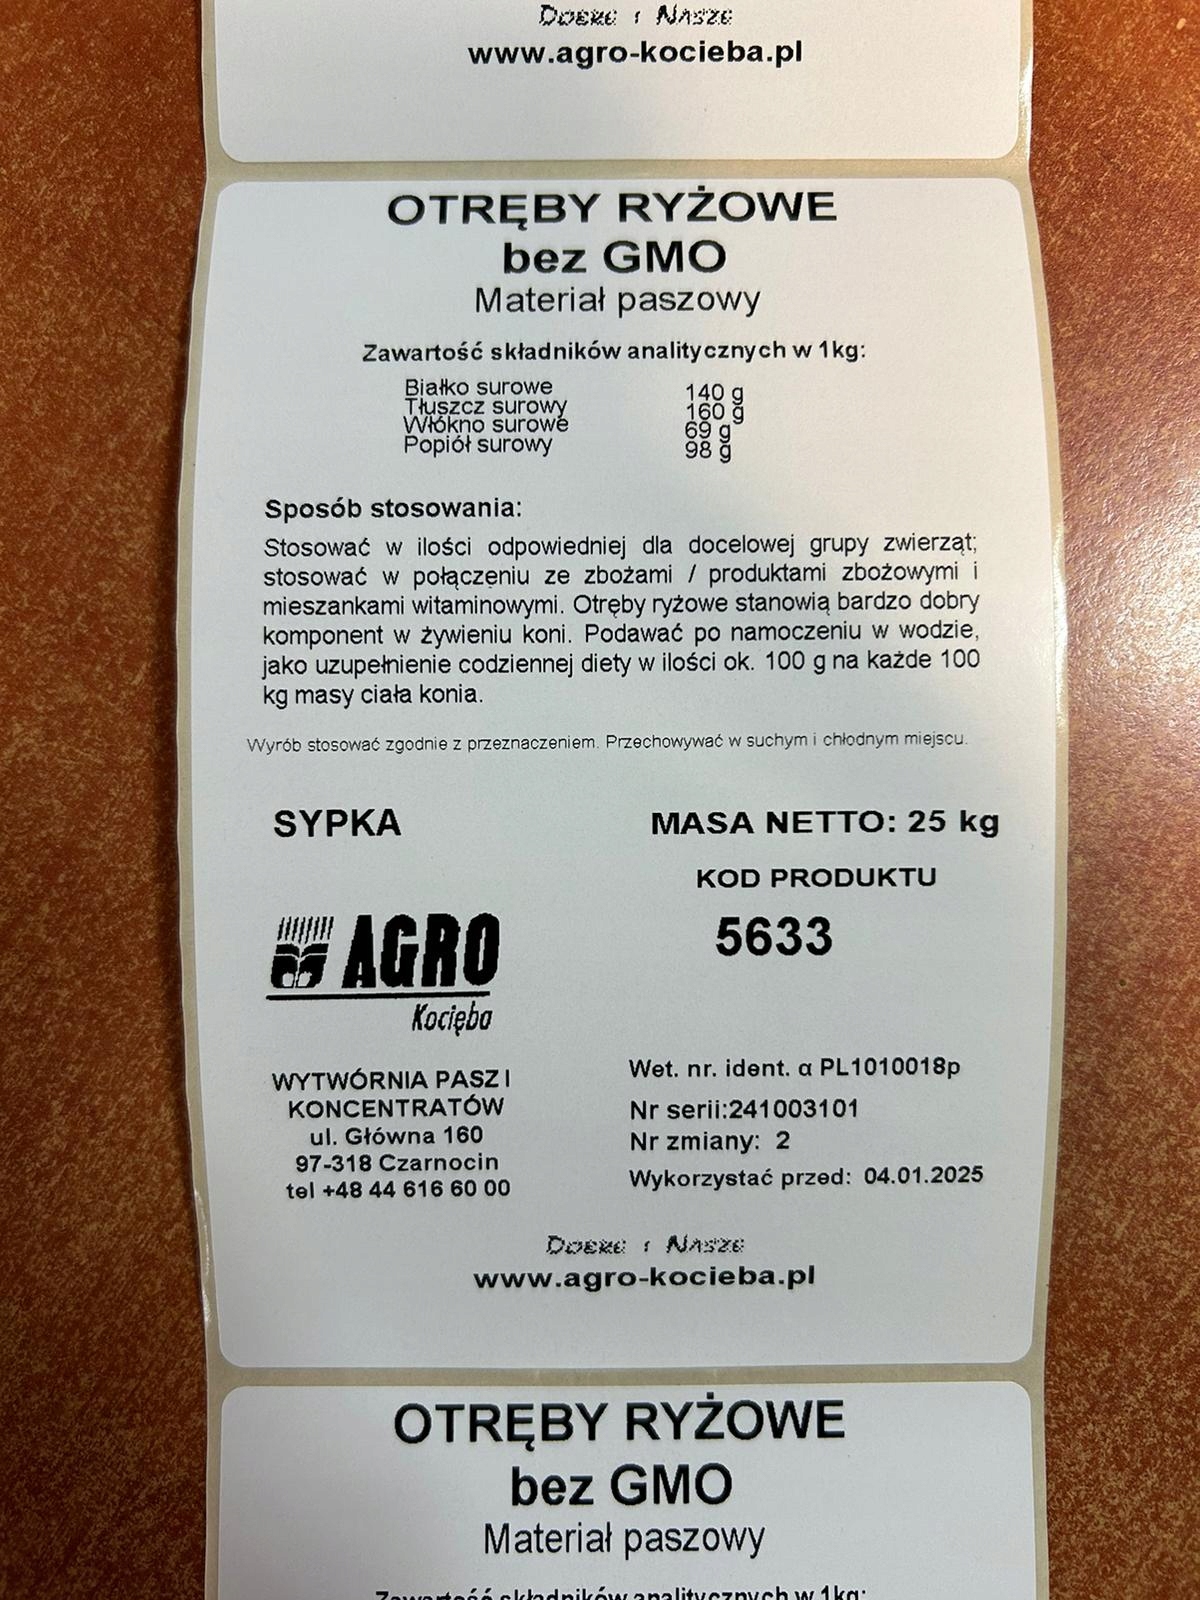 Dobre i Nasze
www.agro-kocieba.pl
OTRĘBY RYŻOWE
bez GMO
Materiał paszowy
Zawartość składników analitycznych w 1kg:
Białko surowe 140 g
Tłuszcz surowy 160 g
Włókno surowe 69 g
Popiół surowy 98 g
Sposób stosowania:
Stosować w ilości odpowiedniej dla docelowej grupy zwierząt;
stosować w połączeniu ze zbożami / produktami zbożowymi i
mieszankami witaminowymi. Otręby ryżowe stanowią bardzo dobry
komponent w żywieniu koni. Podawać po namoczeniu w wodzie,
jako uzupełnienie codziennej diety w ilości ok. 100 g na każde 100
kg masy ciała konia.
Wyrób stosować zgodnie z przeznaczeniem. Przechowywać w suchym i chłodnym miejscu.
SYPKA
MASA NETTO: 25 kg
KOD PRODUKTU
5633
AGRO
Kocięba
WYTWÓRNIA PASZ I
KONCENTRATÓW
ul. Główna 160
97-318 Czarnocin
tel +48 44 616 60 00
Wet. nr. ident. α PL1010018p
Nr serii:241003101
Nr zmiany: 2
Wykorzystać przed: 04.01.2025
Dobre i Nasze
www.agro-kocieba.pl
OTRĘBY RYŻOWE
bez GMO
Materiał paszowy
Zawartość składników analitycznych w 1kg: